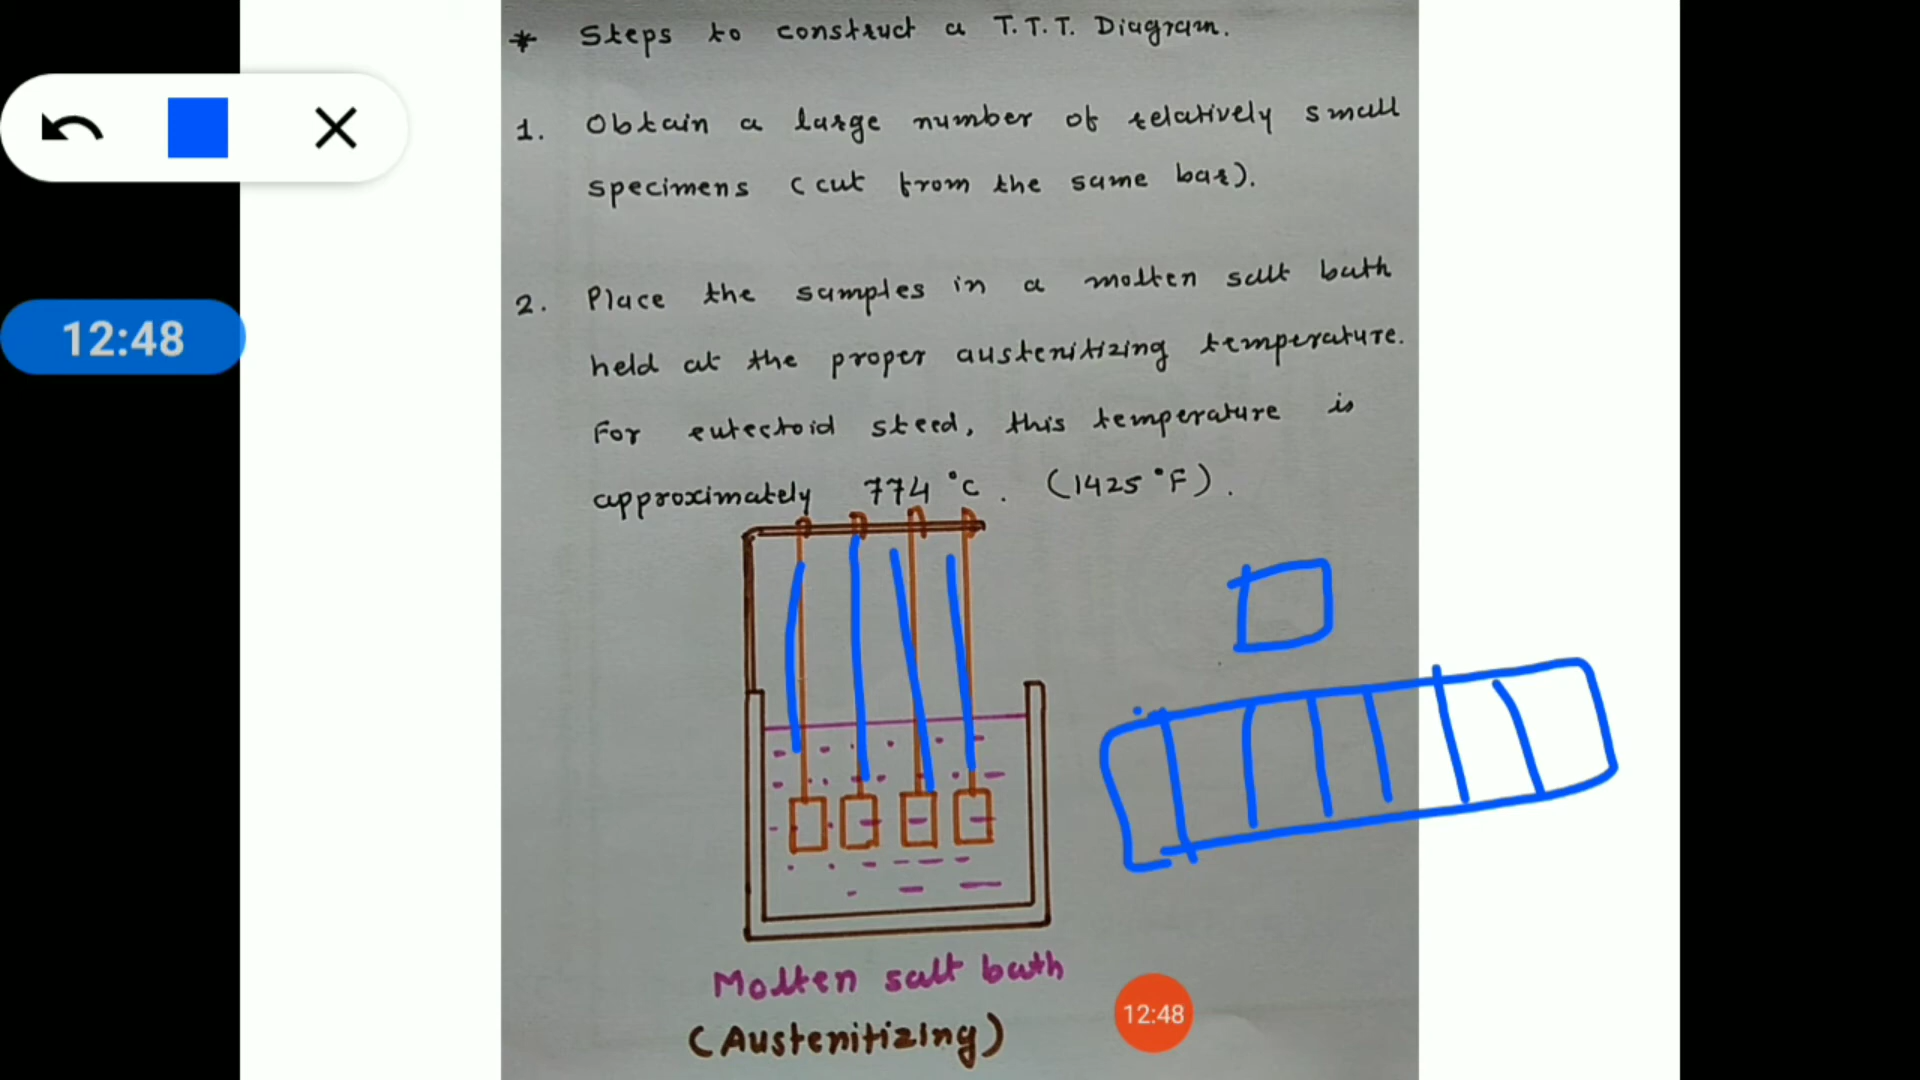 * Steps to construct a T.T.T. Diagram.
1. Obtain a large number of relatively small
specimens (cut from the same bar).
12:48
2. Place the samples in a molten salt bath
held at the proper austenitizing temperature.
For eutectoid steed, this temperature is
approximately 774 °c. (1425 °F).
Molten salt bath
(Austenitizing)
12:48